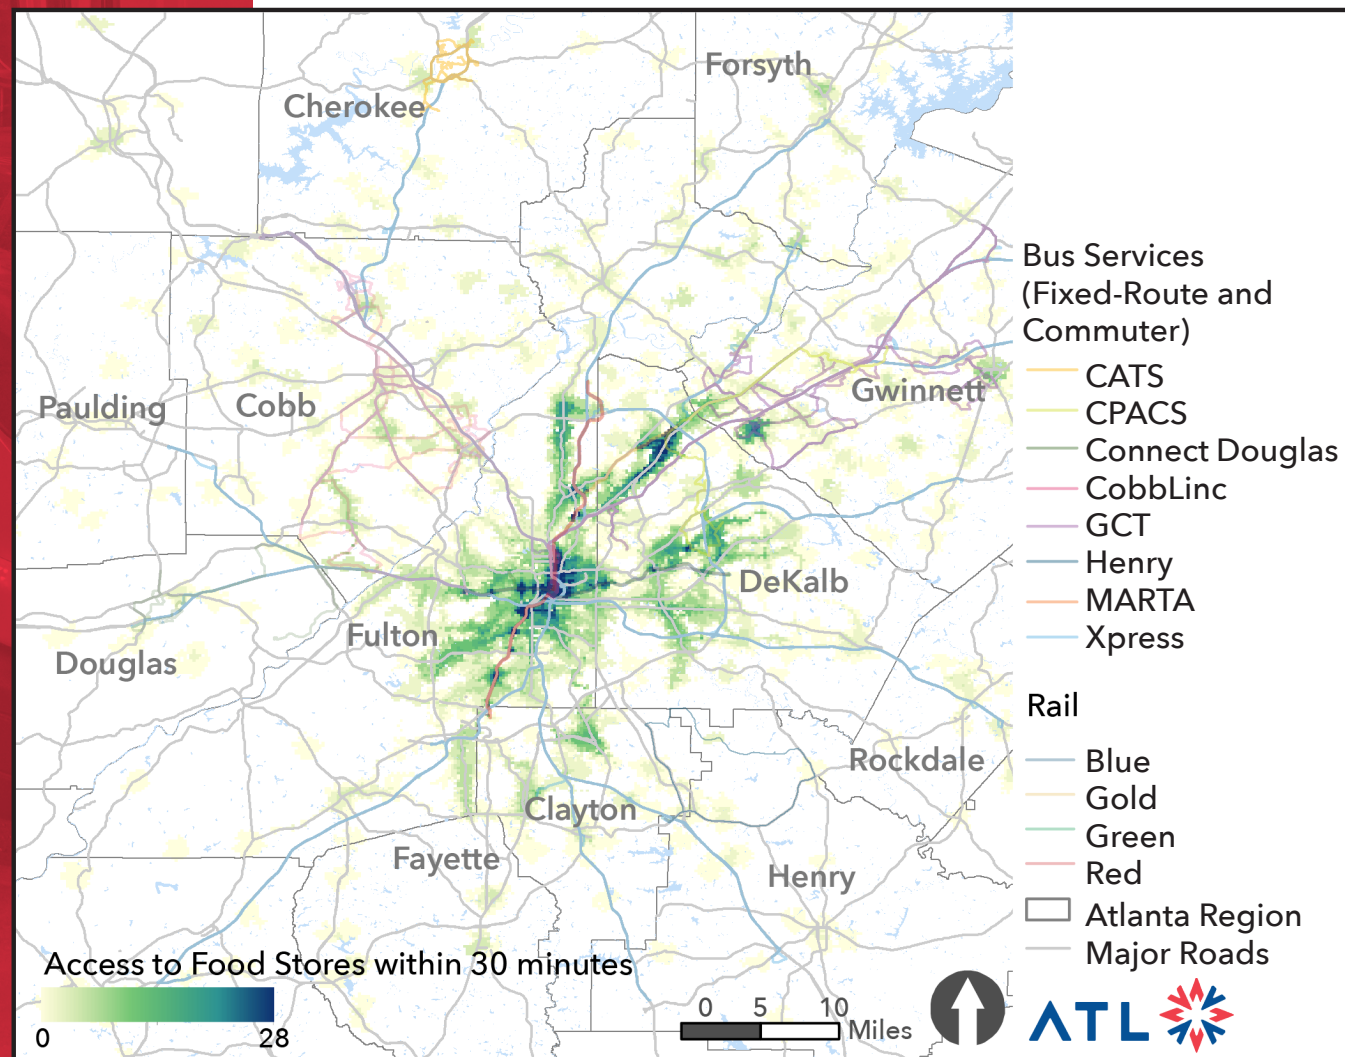 Forsyth
Cherokee
Paulding
Cobb
Gwinnett
DeKalb
Fulton
Douglas
Rockdale
Clayton
Fayette
Henry
Access to Food Stores within 30 minutes
0
28
0 5 10
Miles
Bus Services
(Fixed-Route and
Commuter)
CATS
CPACS
Connect Douglas
CobbLinc
GCT
Henry
MARTA
Xpress
Rail
Blue
Gold
Green
Red
Atlanta Region
Major Roads
ATL